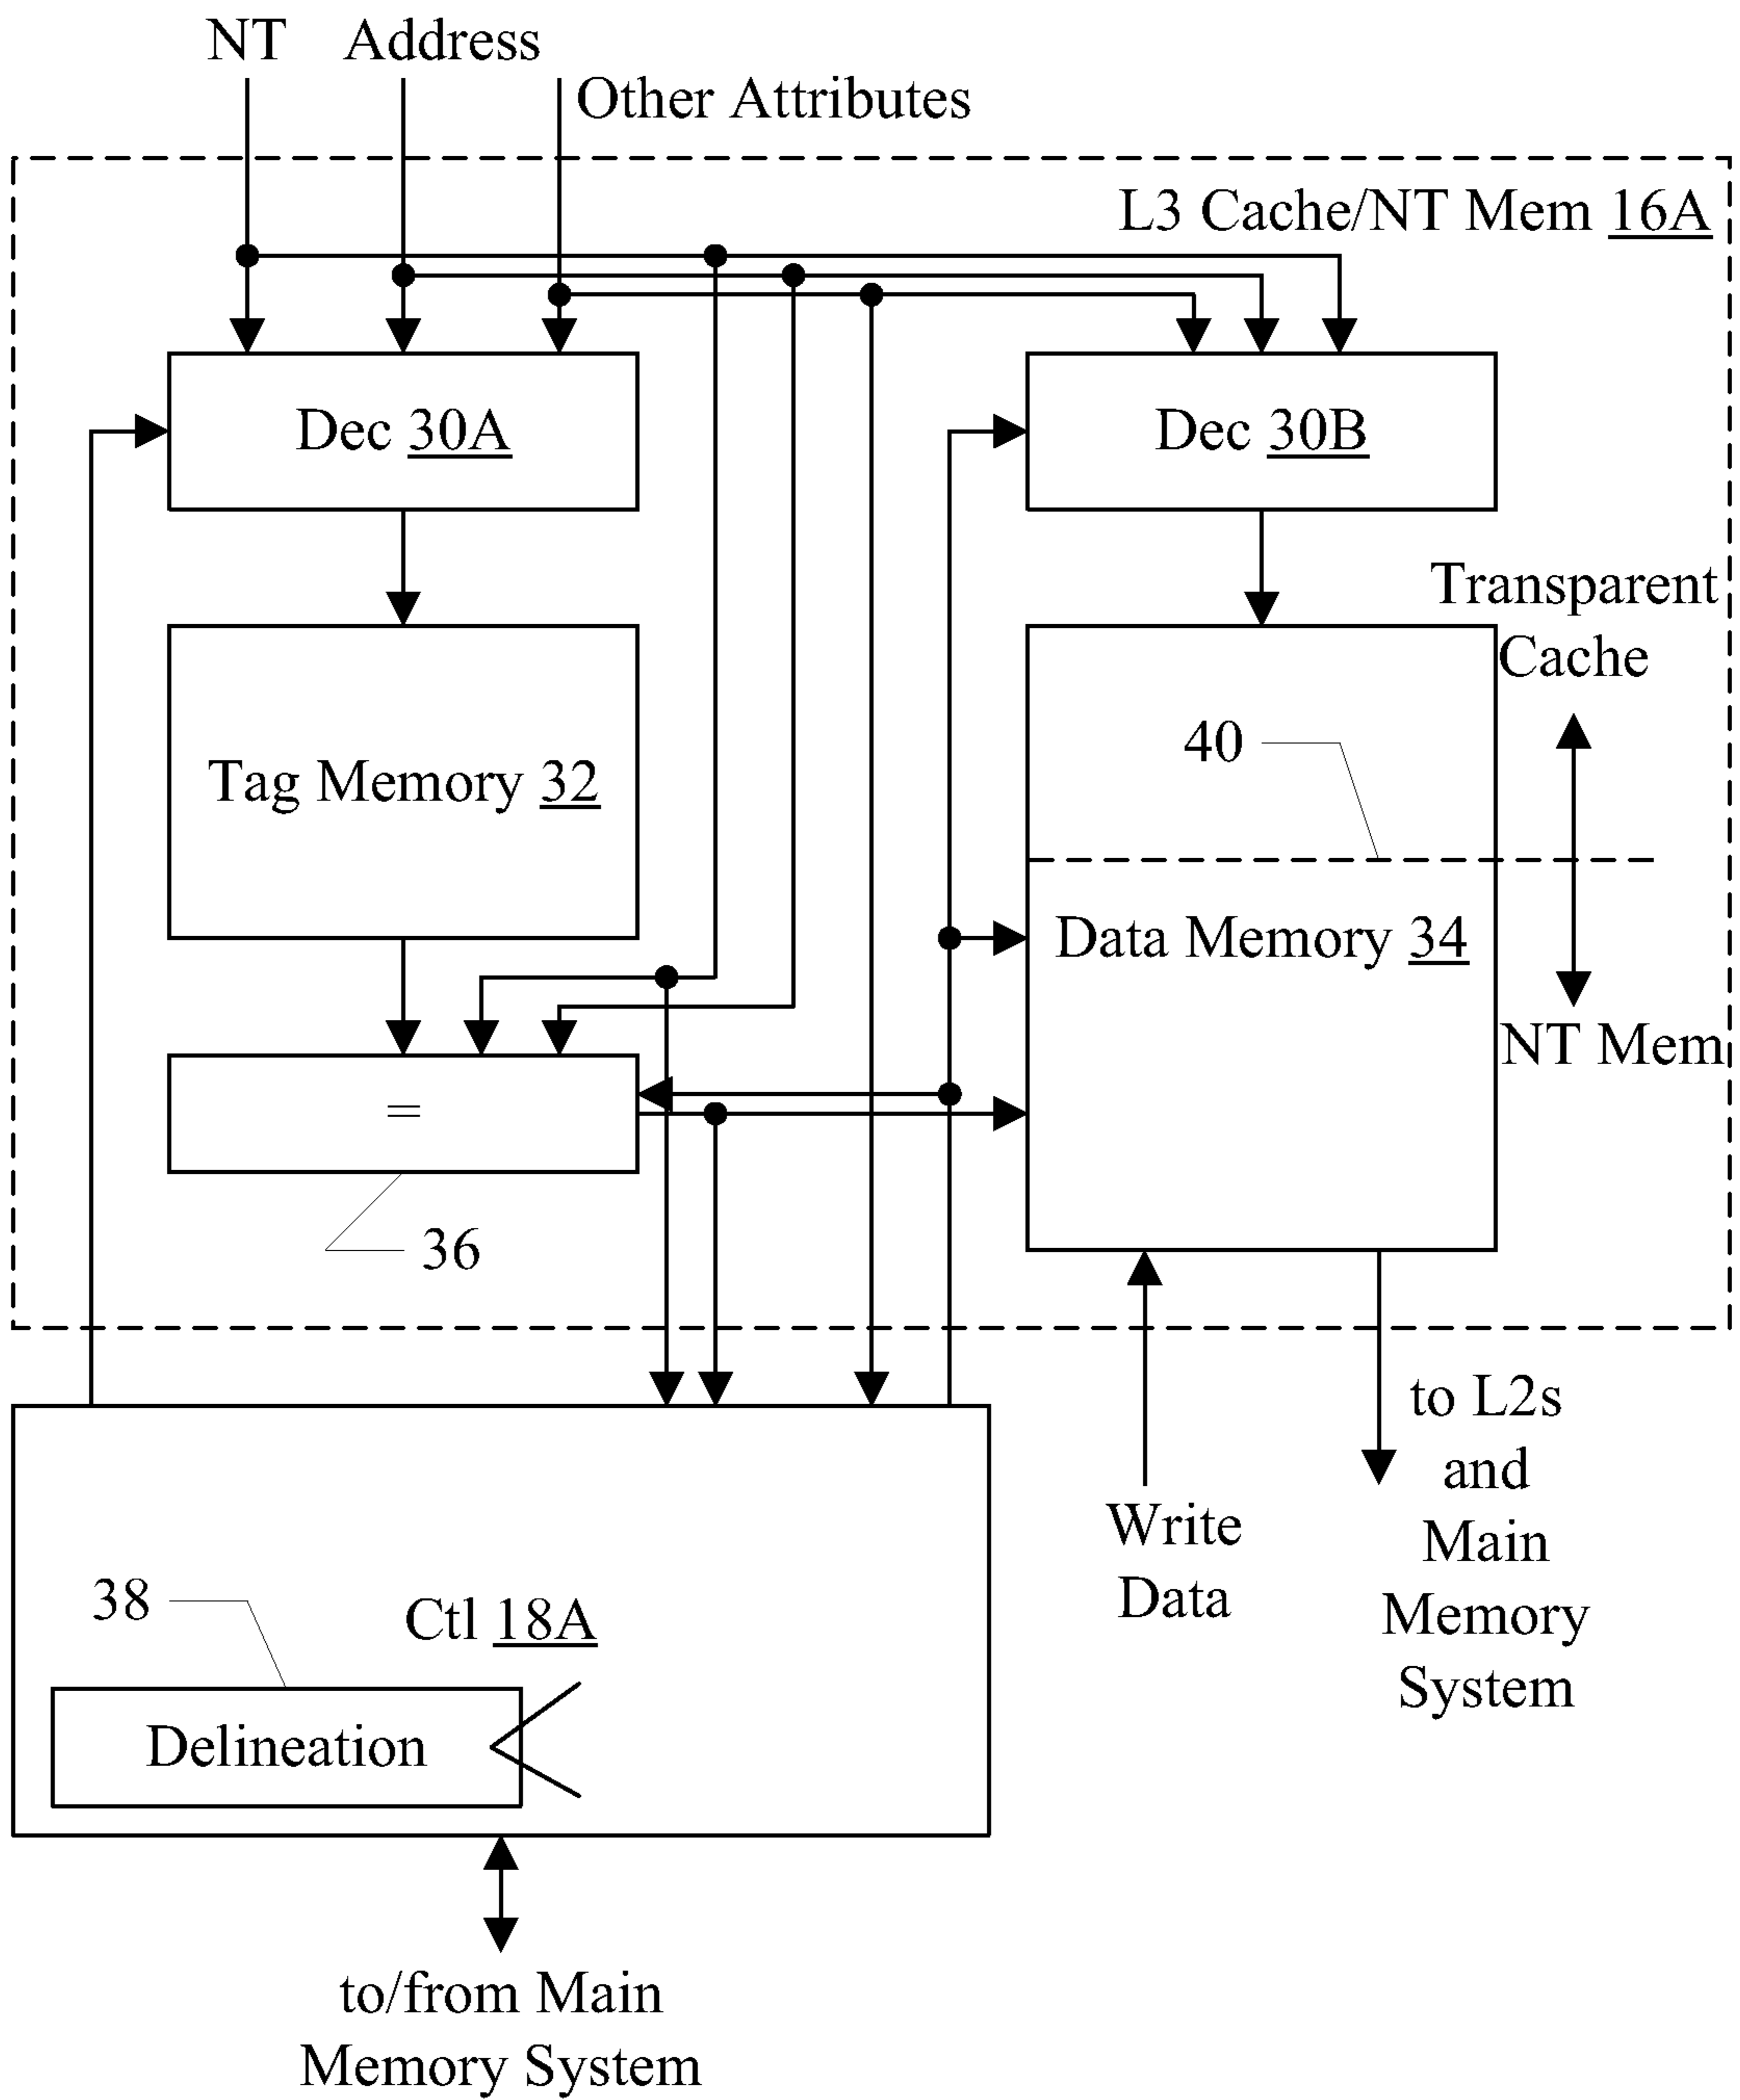 NT
Address
Other Attributes
L3 Cache/NT Mem 16A
Dec 30A
Dec 30B
Transparent
Cache
40
Tag Memory 32
Data Memory 34
NT Mem
=
36
to L2s
and
Main
Memory
System
Write
Data
38
Ctl 18A
Delineation
to/from Main
Memory System